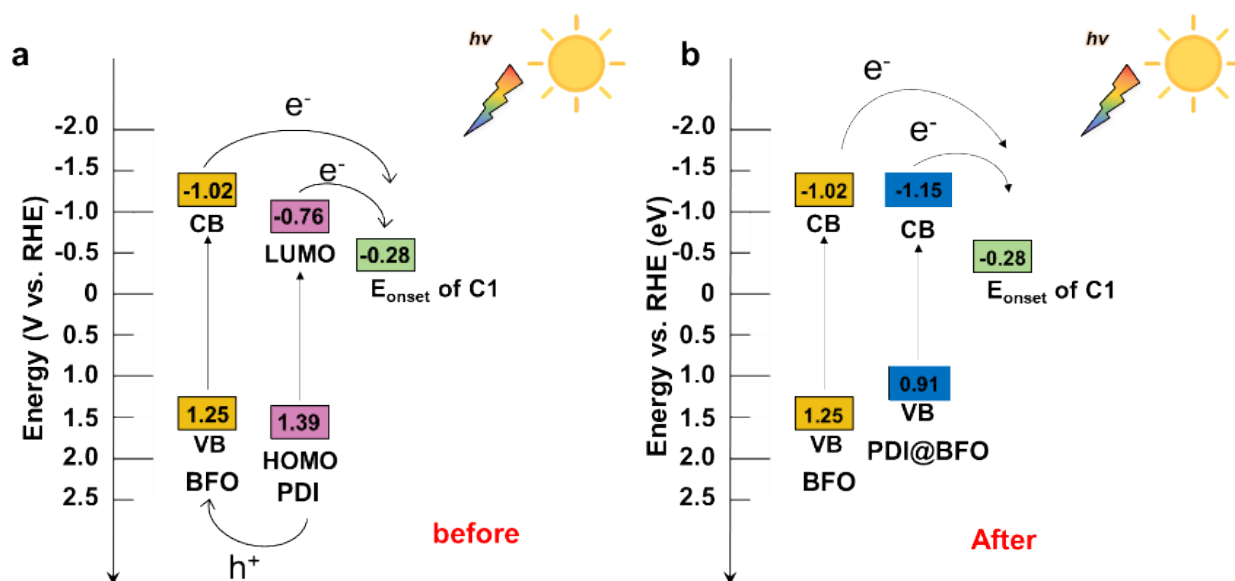 a
hv
Energy (V vs. RHE)
-2.0
-1.5
-1.0
-0.5
0
0.5
1.0
1.5
2.0
2.5
e-
e-
-1.02
CB
-0.76
LUMO
-0.28
Eonset of C1
1.25
VB
BFO
1.39
HOMO
PDI
h+
before
b
hv
Energy vs. RHE (eV)
-2.0
-1.5
-1.0
-0.5
0
0.5
1.0
1.5
2.0
2.5
e-
e-
-1.02
CB
-1.15
CB
-0.28
Eonset of C1
1.25
VB
BFO
0.91
VB
PDI@BFO
After